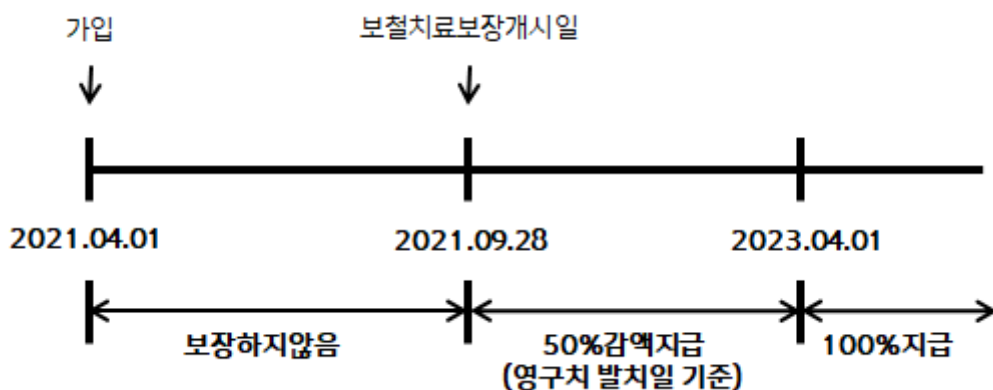 가입
보철치료보장개시일
2021.04.01
2021.09.28
2023.04.01
보장하지않음
50%감액지급
(영구치 발치일 기준)
100%지급